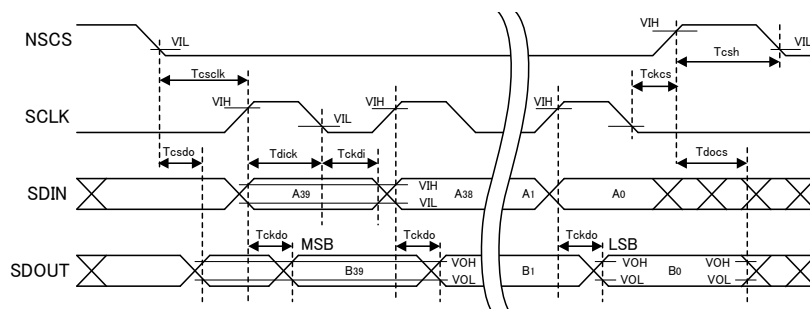 NSCS VIL VIH VIL
Tcsclk Tckcs Tcsh
SCLK VIH VIL VIH VIH
Tcsdo Tdick Tckdi Tdocs
SDIN A39 VIH VIL A38 A1 A0
Tckdo MSB Tckdo Tckdo LSB
SDOUT B39 VOH VOL B1 VOH VOL B0 VOH VOL